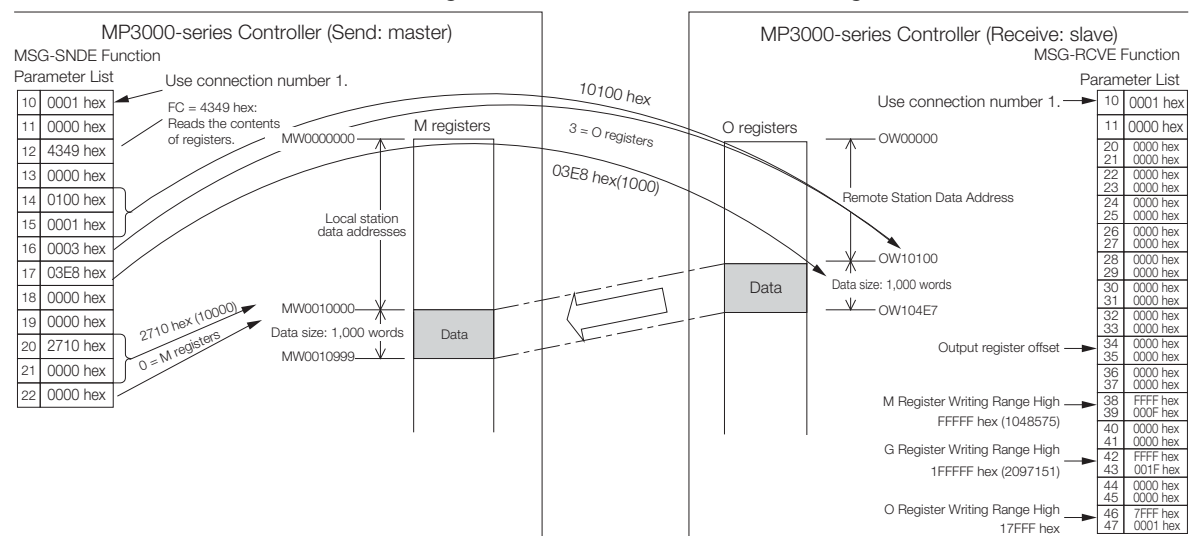 MP3000-series Controller (Send: master)
MSG-SNDE Function
Parameter List
Use connection number 1.
10 0001 hex
11 0000 hex
12 4349 hex
13 0000 hex
14 0100 hex
15 0001 hex
16 0003 hex
17 03E8 hex
18 0000 hex
19 0000 hex
20 2710 hex
21 0000 hex
22 0000 hex
FC = 4349 hex:
Reads the contents
of registers.
MW0000000
M registers
Local station
data addresses
2710 hex (10000)
0 = M registers
MW0010000
Data size: 1,000 words
MW0010999
Data
10100 hex
3 = O registers
03E8 hex(1000)
MP3000-series Controller (Receive: slave)
MSG-RCVE Function
Parameter List
Use connection number 1.
O registers
OW00000
Remote Station Data Address
OW10100
Data
Data size: 1,000 words
OW104E7
Output register offset
M Register Writing Range High
FFFFF hex (1048575)
G Register Writing Range High
1FFFFF hex (2097151)
O Register Writing Range High
17FFF hex
10 0001 hex
11 0000 hex
20 0000 hex
21 0000 hex
22 0000 hex
23 0000 hex
24 0000 hex
25 0000 hex
26 0000 hex
27 0000 hex
28 0000 hex
29 0000 hex
30 0000 hex
31 0000 hex
32 0000 hex
33 0000 hex
34 0000 hex
35 0000 hex
36 0000 hex
37 0000 hex
38 FFFF hex
39 000F hex
40 0000 hex
41 0000 hex
42 FFFF hex
43 001F hex
44 0000 hex
45 0000 hex
46 7FFF hex
47 0001 hex